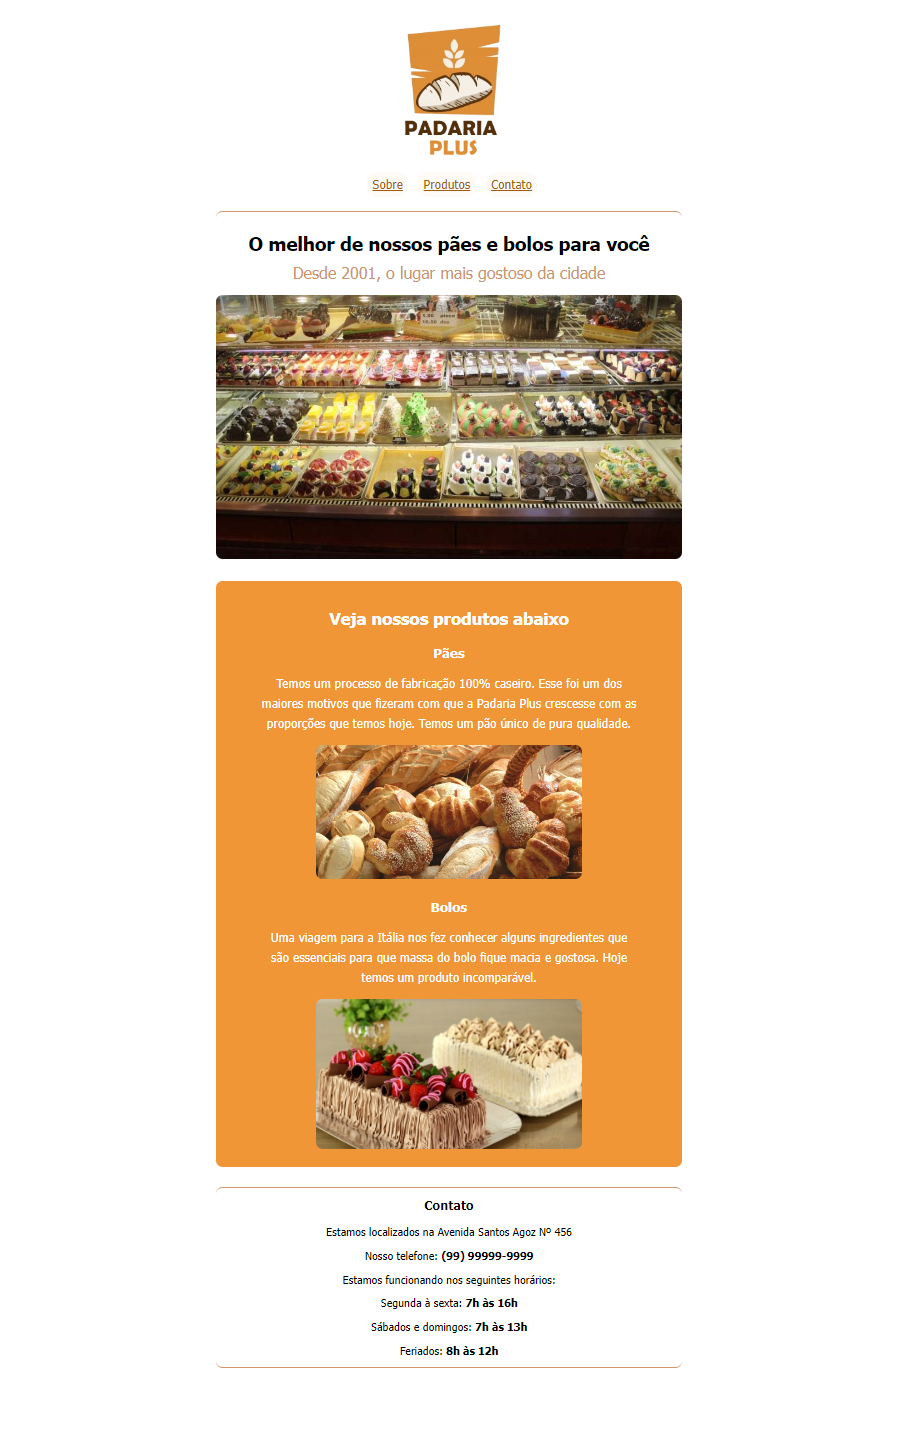 PADARIA
PLUS
Sobre Produtos Contato
O melhor de nossos pães e bolos para você
Desde 2001, o lugar mais gostoso da cidade
Veja nossos produtos abaixo
Pães
Temos um processo de fabricação 100% caseiro. Esse foi um dos
maiores motivos que fizeram com que a Padaria Plus crescesse com as
proporções que temos hoje. Temos um pão único de pura qualidade.
Bolos
Uma viagem para a Itália nos fez conhecer alguns ingredientes que
são essenciais para que massa do bolo fique macia e gostosa. Hoje
temos um produto incomparável.
Contato
Estamos localizados na Avenida Santos Agoz Nº 456
Nosso telefone: (99) 99999-9999
Estamos funcionando nos seguintes horários:
Segunda à sexta: 7h às 16h
Sábados e domingos: 7h às 13h
Feriados: 8h às 12h